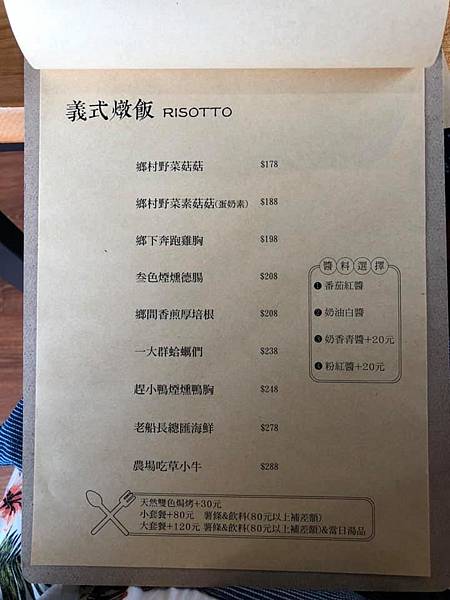 義式燉飯 RISOTTO
鄉村野菜菇菇 $178
鄉村野菜素菇菇(蛋奶素) $188
鄉下奔跑雞胸 $198
叁色煙燻德腸 $208
鄉間香煎厚培根 $208
一大群蛤蠣們 $238
趕小鴨煙燻鴨胸 $248
老船長總匯海鮮 $278
農場吃草小牛 $288
醬料選擇
❶ 番茄紅醬
❷ 奶油白醬
❸ 奶香青醬+20元
❹ 粉紅醬+20元
天然雙色焗烤+30元
小套餐+80元 薯條&飲料(80元以上補差額)
大套餐+120元 薯條&飲料(80元以上補差額)&當日湯品